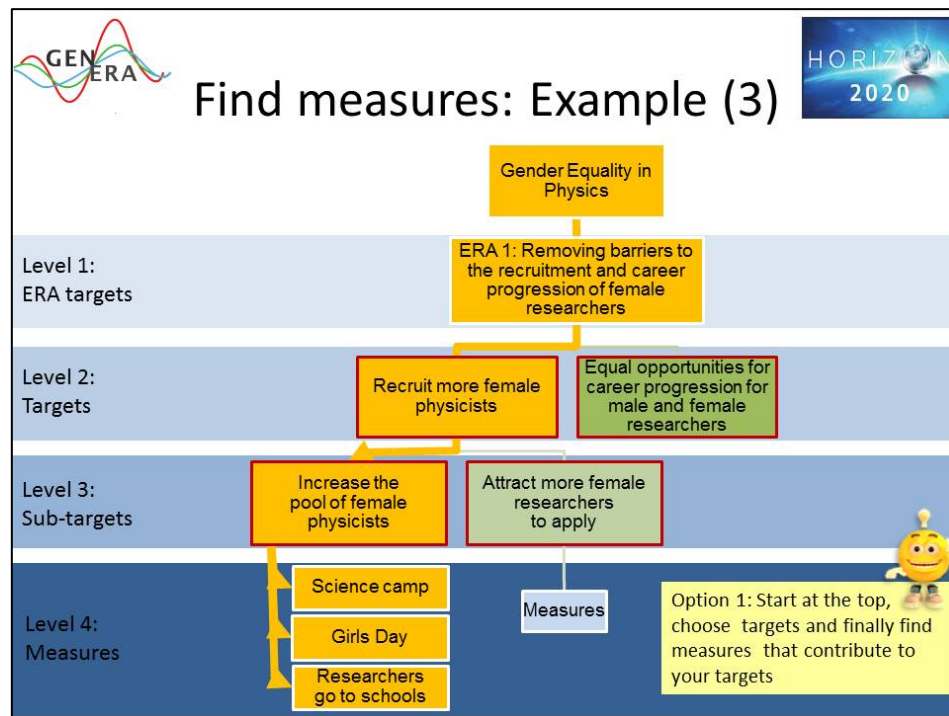 GEN
ERA
HORIZON
2020
Find measures: Example (3)
Gender Equality in
Physics
Level 1:
ERA targets
ERA 1: Removing barriers to
the recruitment and career
progression of female
researchers
Level 2:
Targets
Recruit more female
physicists
Equal opportunities for
career progression for
male and female
researchers
Level 3:
Sub-targets
Increase the
pool of female
physicists
Attract more female
researchers
to apply
Level 4:
Measures
Science camp
Girls Day
Researchers
go to schools
Measures
Option 1: Start at the top,
choose targets and finally find
measures that contribute to
your targets